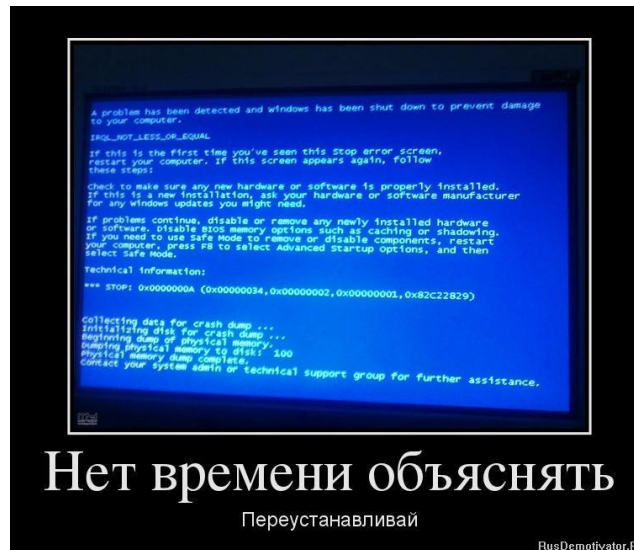 A problem has been detected and windows has been shut down to prevent damage
to your computer.
IRQL_NOT_LESS_OR_EQUAL
If this is the first time you've seen this Stop error screen,
restart your computer. If this screen appears again, follow
these steps:
Check to make sure any new hardware or software is properly installed.
If this is a new installation, ask your hardware or software manufacturer
for any windows updates you might need.
If problems continue, disable or remove any newly installed hardware
or software. Disable BIOS memory options such as caching or shadowing.
If you need to use Safe Mode to remove or disable components, restart
your computer, press F8 to select Advanced Startup Options, and then
select Safe Mode.
Technical information:
*** STOP: 0x0000000A (0x00000034,0x00000002,0x00000001,0x82C22829)
Collecting data for crash dump ...
Initializing disk for crash dump ...
Beginning dump of physical memory.
Dumping physical memory to disk: 100
Physical memory dump complete.
Contact your system admin or technical support group for further assistance.
Нет времени объяснять
Переустанавливай